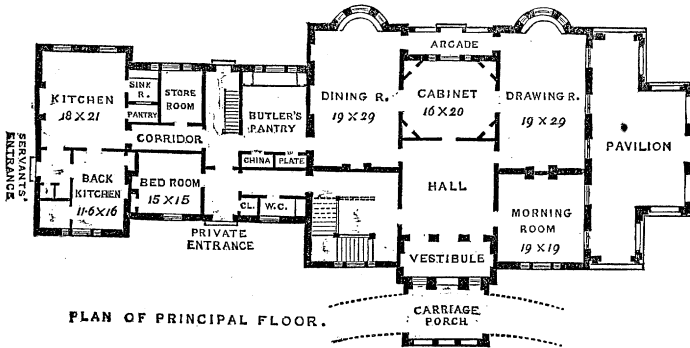 ARCADE
KITCHEN
18 X 21
SINK
R.
STORE
ROOM
PANTRY
BUTLER'S
PANTRY
DINING R.
19 X 29
CABINET
16 X 20
DRAWING R.
19 X 29
PAVILION
CORRIDOR
CHINA
PLATE
SERVANTS'
ENTRANCE
BACK
KITCHEN
11·6 X 16
BED ROOM
15 X 15
CL.
W.C.
HALL
MORNING
ROOM
19 X 19
PRIVATE
ENTRANCE
VESTIBULE
CARRIAGE
PORCH
PLAN OF PRINCIPAL FLOOR.